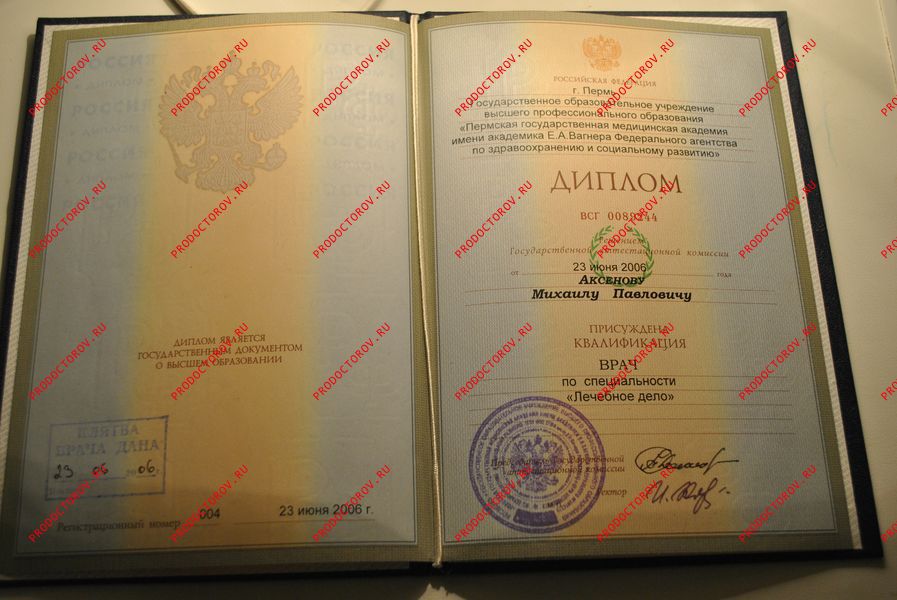 ДИПЛОМ ЯВЛЯЕТСЯ
ГОСУДАРСТВЕННЫМ ДОКУМЕНТОМ
О ВЫСШЕМ ОБРАЗОВАНИИ
КЛЯТВА
ВРАЧА ДАНА
23 06 2006 г.
Регистрационный номер 004 23 июня 2006 г.
РОССИЙСКАЯ ФЕДЕРАЦИЯ
г. Пермь
Государственное образовательное учреждение
высшего профессионального образования
«Пермская государственная медицинская академия
имени академика Е.А.Вагнера Федерального агентства
по здравоохранению и социальному развитию»
ДИПЛОМ
ВСГ 0089244
Решением
Государственной аттестационной комиссии
от 23 июня 2006 года
АКСЕНОВУ
Михаилу Павловичу
ПРИСУЖДЕНА
КВАЛИФИКАЦИЯ
ВРАЧ
по специальности
«Лечебное дело»
Председатель Государственной
аттестационной комиссии
Ректор
PRODOCTOROV.RU